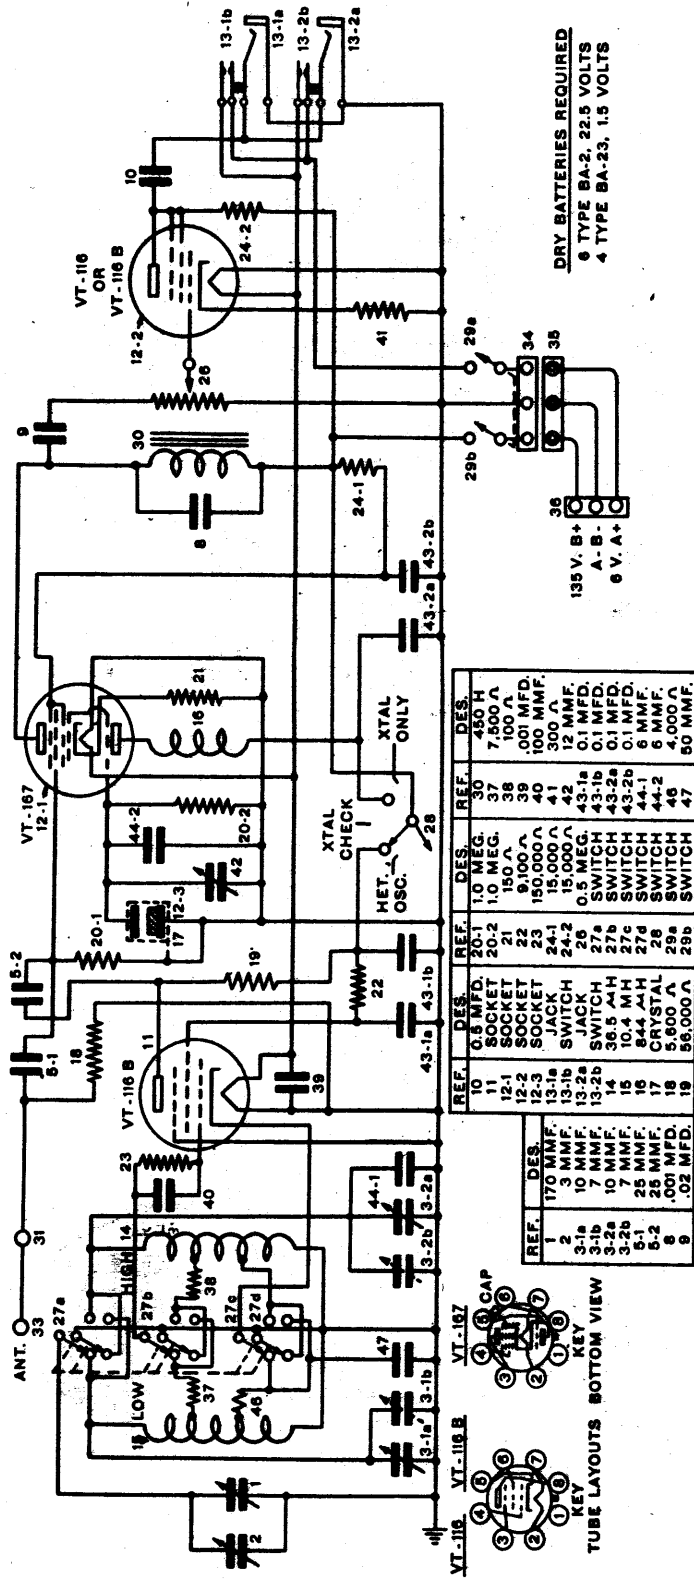 ANT.
33
31
27a
HIGH
14
27b
LOW
15
37
38
27c
27d
46
47
1
2
3-1a
3-1b
3-2b
3-2a
44-1
40
23
VT-116 B
11
18
5-1
5-2
20-1
19
39
22
43-1a
43-1b
17
12-3
42
44-2
20-2
VT-167
12-1
16
21
XTAL
CHECK
HET.
OSC.
XTAL
ONLY
28
43-2a
43-2b
8
30
9
24-1
26
12-2
VT-116
OR
VT-116 B
10
24-2
41
13-1b
13-1a
13-2b
13-2a
29b
29a
34
35
36
135 V. B+
A- B-
6 V. A+
DRY BATTERIES REQUIRED
6 TYPE BA-2, 22.5 VOLTS
4 TYPE BA-23, 1.5 VOLTS
REF. DES.
1 170 MMF.
2 3 MMF.
3-1a 10 MMF.
3-1b 7 MMF.
3-2a 10 MMF.
3-2b 7 MMF.
5-1 25 MMF.
5-2 25 MMF.
8 .001 MFD.
9 .02 MFD.
REF. DES.
10 0.5 MFD.
11 SOCKET
12-1 SOCKET
12-2 SOCKET
12-3 SOCKET
13-1a JACK
13-1b SWITCH
13-2a JACK
13-2b SWITCH
14 36.5 µH
15 10.4 MH
16 844 µH
17 CRYSTAL
18 5,600 Ω
19 56,000 Ω
REF. DES.
20-1 1.0 MEG.
20-2 1.0 MEG.
21 150 Ω
22 9,100 Ω
23 150,000 Ω
24-1 15,000 Ω
24-2 15,000 Ω
26 0.5 MEG.
27a SWITCH
27b SWITCH
27c SWITCH
27d SWITCH
28 SWITCH
29a SWITCH
29b SWITCH
REF. DES.
30 450 H
37 7,500 Ω
38 100 Ω
39 .001 MFD.
40 100 MMF.
41 300 Ω
42 12 MMF.
43-1a 0.1 MFD.
43-1b 0.1 MFD.
43-2a 0.1 MFD.
43-2b 0.1 MFD.
44-1 6 MMF.
44-2 6 MMF.
46 4,000 Ω
47 50 MMF.
VT-116 VT-116 B
1 2 3 4 5 6 7 8
KEY
VT-167
CAP
1 2 3 4 5 6 7 8
KEY
TUBE LAYOUTS BOTTOM VIEW